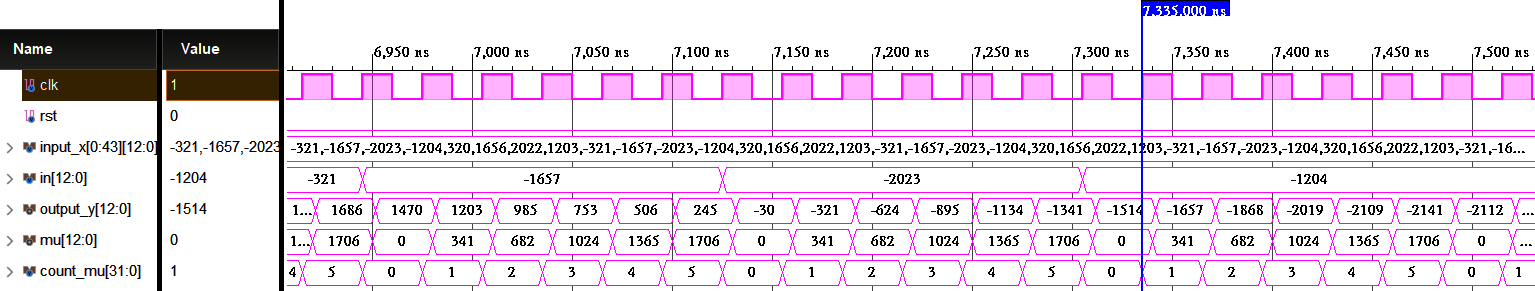 7,335.000 ns
Name Value
6,950 ns 7,000 ns 7,050 ns 7,100 ns 7,150 ns 7,200 ns 7,250 ns 7,300 ns 7,350 ns 7,400 ns 7,450 ns 7,500 ns
clk 1
rst 0
input_x[0:43][12:0] -321,-1657,-2023 -321,-1657,-2023,-1204,320,1656,2022,1203,-321,-1657,-2023,-1204,320,1656,2022,1203,-321,-1657,-2023,-1204,320,1656,2022,1203,-321,-16...
in[12:0] -1204 -321 -1657 -2023 -1204
output_y[12:0] -1514 1... 1686 1470 1203 985 753 506 245 -30 -321 -624 -895 -1134 -1341 -1514 -1657 -1868 -2019 -2109 -2141 -2112 ...
mu[12:0] 0 1... 1706 0 341 682 1024 1365 1706 0 341 682 1024 1365 1706 0 341 682 1024 1365 1706 0 ...
count_mu[31:0] 1 4 5 0 1 2 3 4 5 0 1 2 3 4 5 0 1 2 3 4 5 0 1